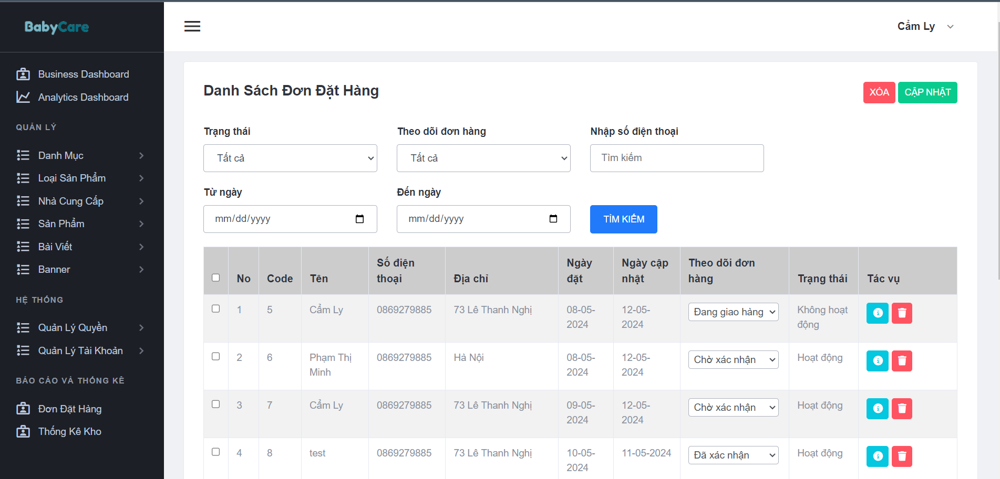 BabyCare
Cẩm Ly
Business Dashboard
Analytics Dashboard
QUẢN LÝ
Danh Mục
Loại Sản Phẩm
Nhà Cung Cấp
Sản Phẩm
Bài Viết
Banner
HỆ THỐNG
Quản Lý Quyền
Quản Lý Tài Khoản
BÁO CÁO VÀ THỐNG KÊ
Đơn Đặt Hàng
Thống Kê Kho
Danh Sách Đơn Đặt Hàng
XÓA CẬP NHẬT
Trạng thái Theo dõi đơn hàng Nhập số điện thoại
Tất cả Tất cả Tìm kiếm
Từ ngày Đến ngày
mm/dd/yyyy mm/dd/yyyy TÌM KIẾM
Số điện Ngày Ngày cập Theo dõi đơn
No Code Tên thoại Địa chỉ đặt nhật hàng Trạng thái Tác vụ
1 5 Cẩm Ly 0869279885 73 Lê Thanh Nghị 08-05- 12-05- Đang giao hàng Không hoạt
2024 2024 động
2 6 Phạm Thị 0869279885 Hà Nội 08-05- 12-05- Chờ xác nhận Hoạt động
Minh 2024 2024
3 7 Cẩm Ly 0869279885 73 Lê Thanh Nghị 09-05- 12-05- Chờ xác nhận Hoạt động
2024 2024
4 8 test 0869279885 73 Lê Thanh Nghị 10-05- 11-05-2024 Đã xác nhận Hoạt động
2024